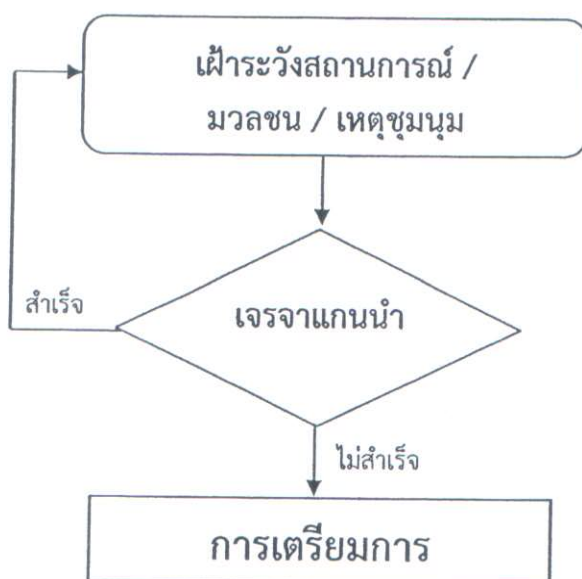 เฝ้าระวังสถานการณ์ /
มวลชน / เหตุชุมนุม
เจรจาแกนนำ
สำเร็จ
ไม่สำเร็จ
การเตรียมการ